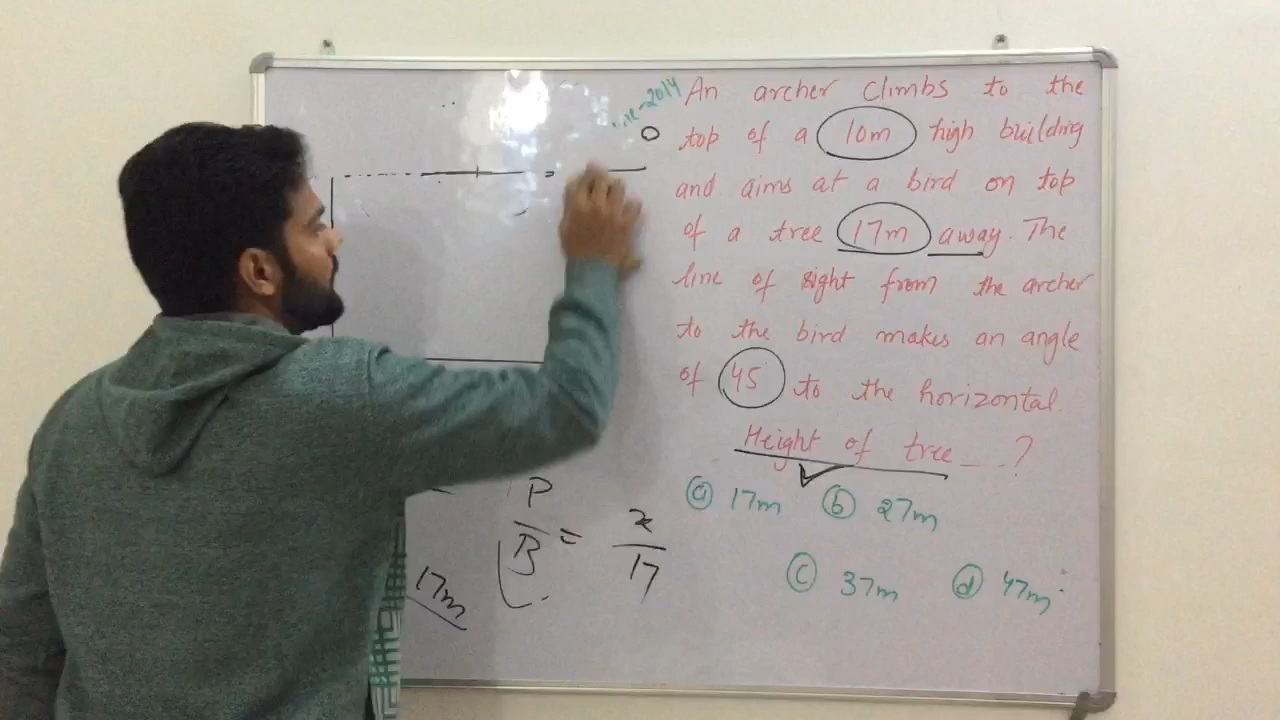 An archer climbs to the
top of a 10m high building
and aims at a bird on top
of a tree 17m away. The
line of sight from the archer
to the bird makes an angle
of 45 to the horizontal.
Height of tree ---?
ⓐ 17m ⓑ 27m
ⓒ 37m ⓓ 47m
P/B = x/17
17m